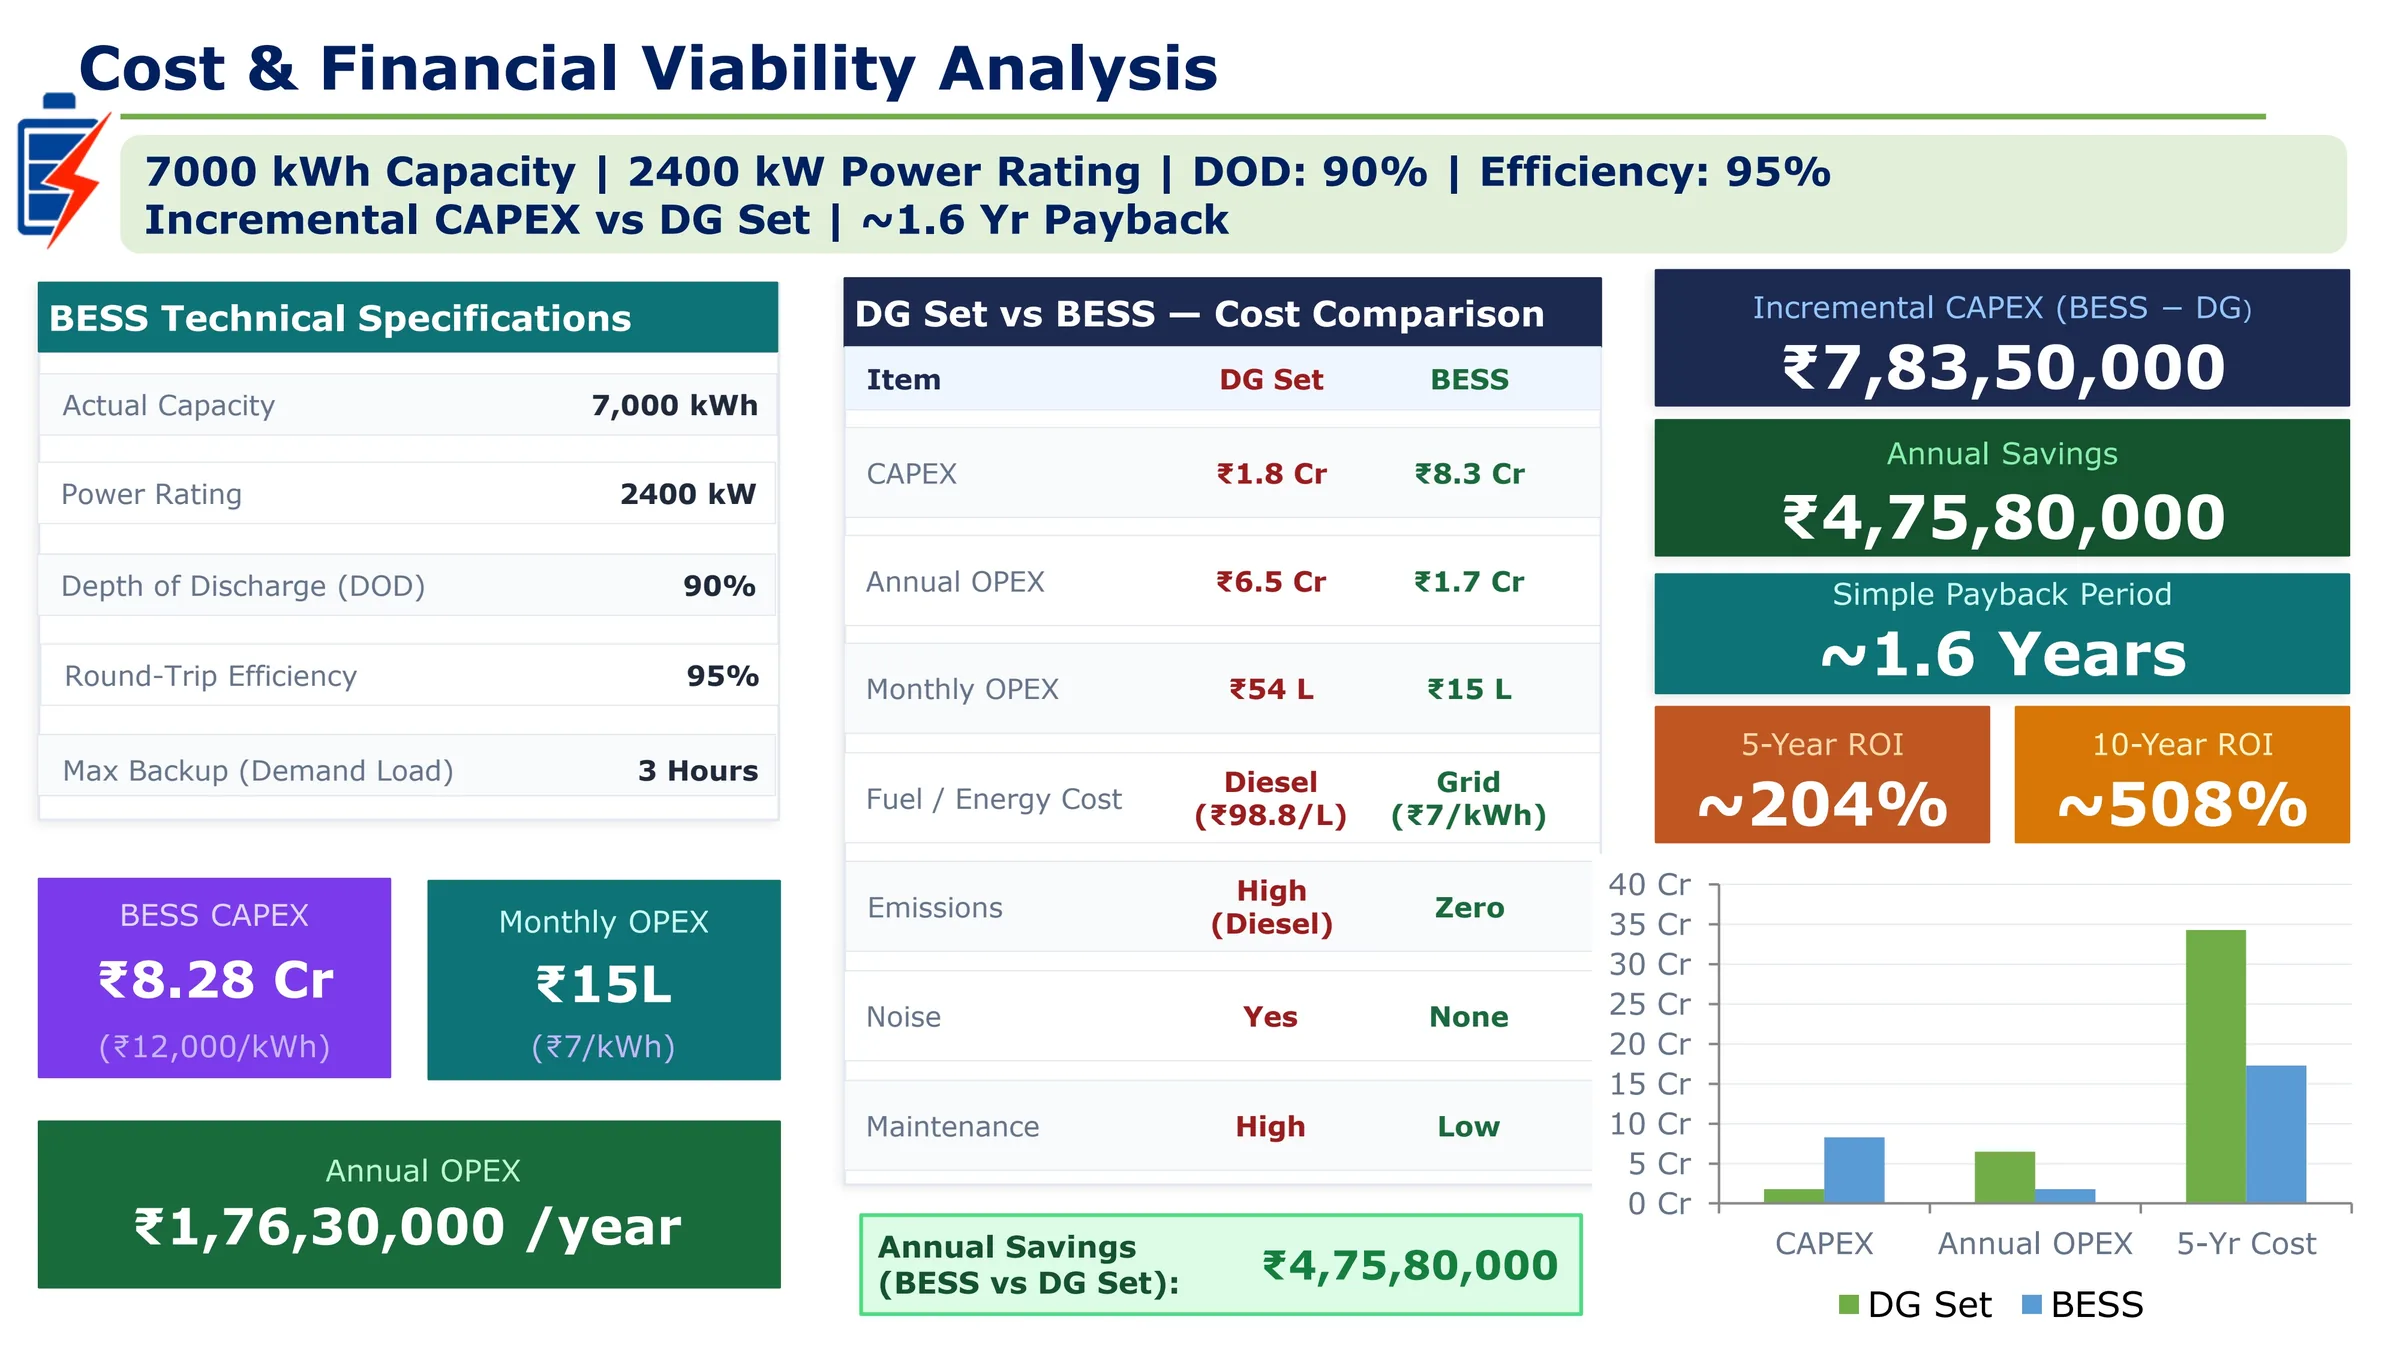 Cost & Financial Viability Analysis
7000 kWh Capacity | 2400 kW Power Rating | DOD: 90% | Efficiency: 95%
Incremental CAPEX vs DG Set | ~1.6 Yr Payback
BESS Technical Specifications
Actual Capacity 7,000 kWh
Power Rating 2400 kW
Depth of Discharge (DOD) 90%
Round-Trip Efficiency 95%
Max Backup (Demand Load) 3 Hours
BESS CAPEX
₹8.28 Cr
(₹12,000/kWh)
Monthly OPEX
₹15L
(₹7/kWh)
Annual OPEX
₹1,76,30,000 /year
DG Set vs BESS — Cost Comparison
Item DG Set BESS
CAPEX ₹1.8 Cr ₹8.3 Cr
Annual OPEX ₹6.5 Cr ₹1.7 Cr
Monthly OPEX ₹54 L ₹15 L
Fuel / Energy Cost Diesel (₹98.8/L) Grid (₹7/kWh)
Emissions High (Diesel) Zero
Noise Yes None
Maintenance High Low
Annual Savings
(BESS vs DG Set): ₹4,75,80,000
Incremental CAPEX (BESS − DG)
₹7,83,50,000
Annual Savings
₹4,75,80,000
Simple Payback Period
~1.6 Years
5-Year ROI
~204%
10-Year ROI
~508%
40 Cr
35 Cr
30 Cr
25 Cr
20 Cr
15 Cr
10 Cr
5 Cr
0 Cr
CAPEX Annual OPEX 5-Yr Cost
DG Set BESS